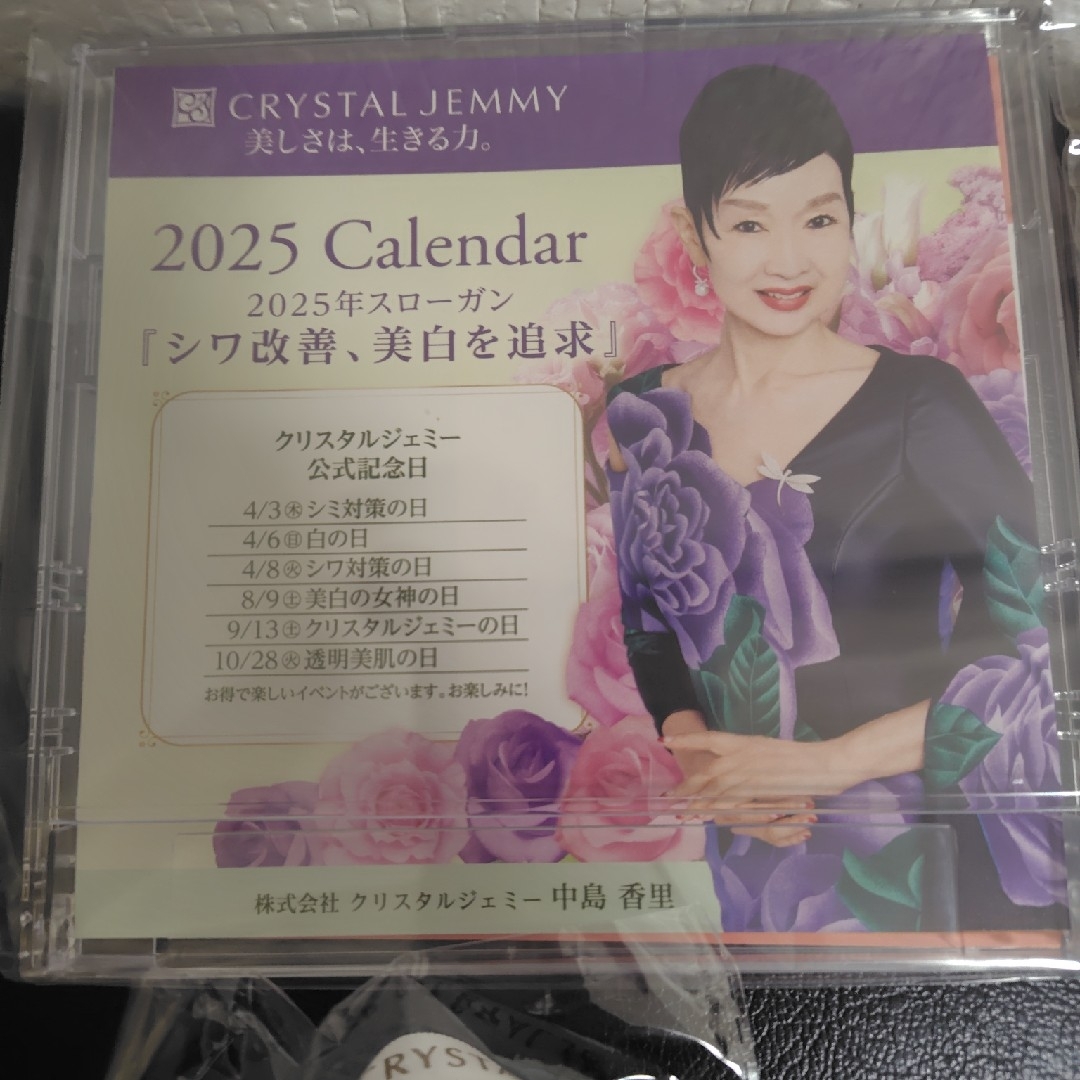 CRYSTAL JEMMY
美しさは、生きる力。
2025 Calendar
2025年スローガン
『シワ改善、美白を追求』
クリスタルジェミー
公式記念日
4/3㊍シミ対策の日
4/6㊐白の日
4/8㊋シワ対策の日
8/9㊏美白の女神の日
9/13㊏クリスタルジェミーの日
10/28㊋透明美肌の日
お得で楽しいイベントがございます。お楽しみに!
株式会社 クリスタルジェミー 中島 香里